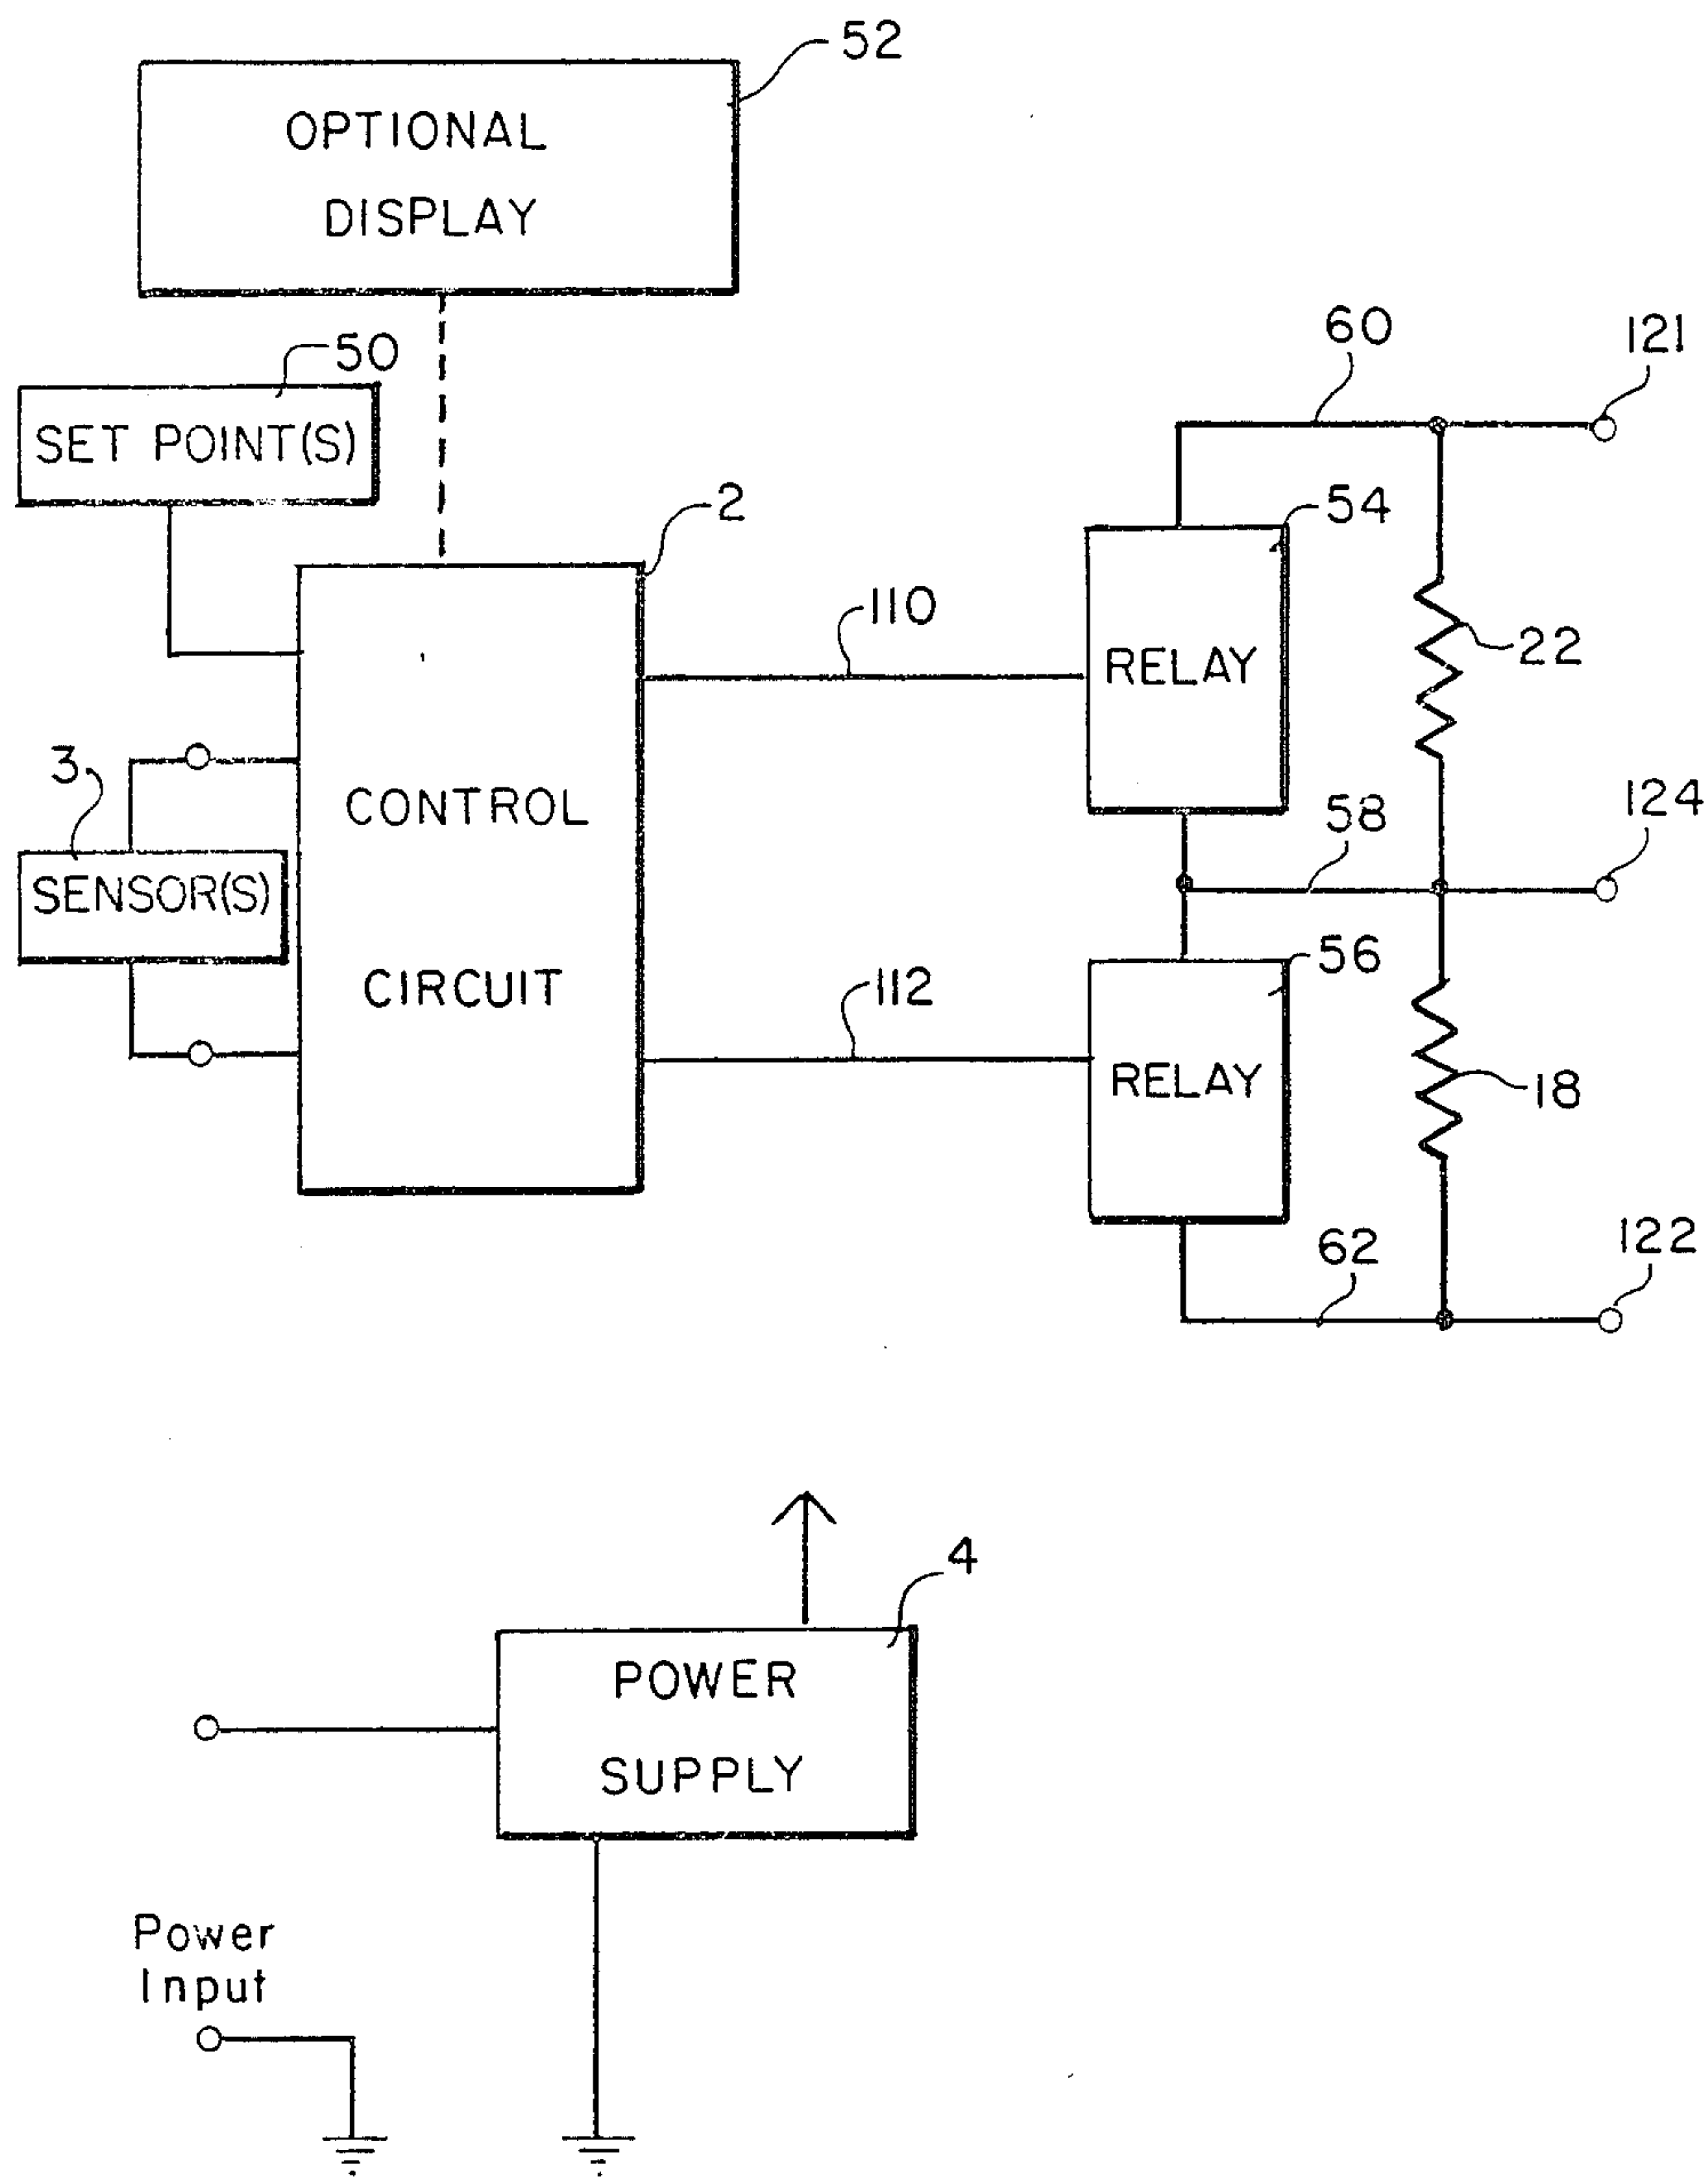 52
OPTIONAL
DISPLAY
50
SET POINT(S)
60
121
2
54
110
RELAY
22
3
CONTROL
58
124
SENSOR(S)
56
112
CIRCUIT
RELAY
18
62
122
4
POWER
SUPPLY
Power
Input